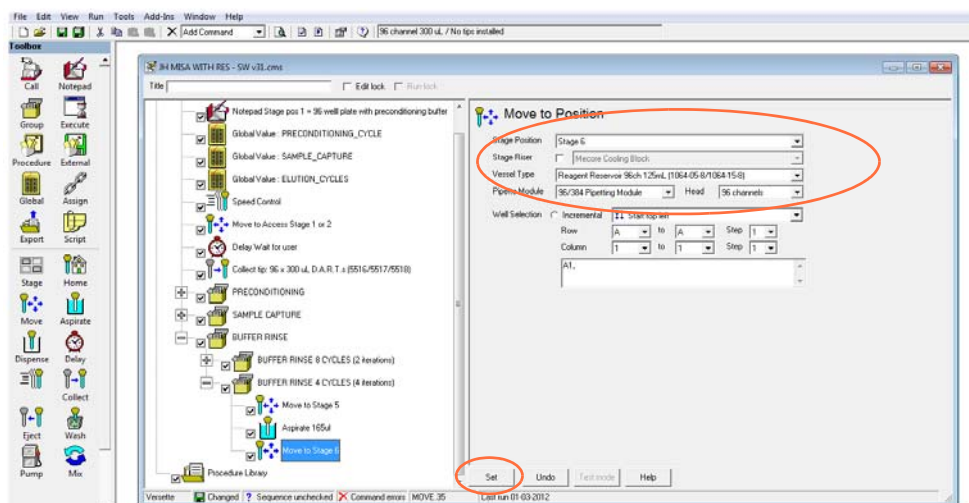 File Edit View Run Tools Add-Ins Window Help
Add Command 96 channel 300 uL / No tips installed
Toolbox
Call Notepad
Group Execute
Procedure External
Global Assign
Export Script
Stage Home
Move Aspirate
Dispense Delay
Collect
Eject Wash
Pump Mix
JH MISA WITH RES - SW v31.cms
Title Edit lock Run lock
Notepad Stage pos 1 = 96 well plate with preconditioning buffer
Global Value : PRECONDITIONING_CYCLE
Global Value : SAMPLE_CAPTURE
Global Value : ELUTION_CYCLES
Speed Control
Move to Access Stage 1 or 2
Delay Wait for user
Collect tip: 96 x 300 uL D.A.R.T.s (5516/5517/5518)
PRECONDITIONING
SAMPLE CAPTURE
BUFFER RINSE
BUFFER RINSE 8 CYCLES (2 iterations)
BUFFER RINSE 4 CYCLES (4 iterations)
Move to Stage 5
Aspirate 165ul
Move to Stage 6
Procedure Library
Move to Position
Stage Position Stage 6
Stage Riser Mecore Cooling Block
Vessel Type Reagent Reservoir 96ch 125mL (1064-05-8/1064-15-8)
Pipette Module 96/384 Pipetting Module Head 96 channels
Well Selection Incremental Start top left
Row A to A Step 1
Column 1 to 1 Step 1
A1,
Set Undo Test mode Help
Versette Changed Sequence unchecked Command errors MOVE.35 Last run 01-03-2012